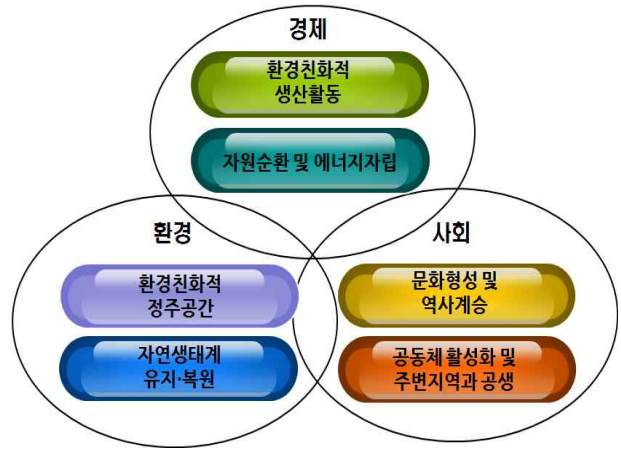 경제
환경친화적
생산활동
자원순환 및 에너지자립
환경
환경친화적
정주공간
자연생태계
유지·복원
사회
문화형성 및
역사계승
공동체 활성화 및
주변지역과 공생